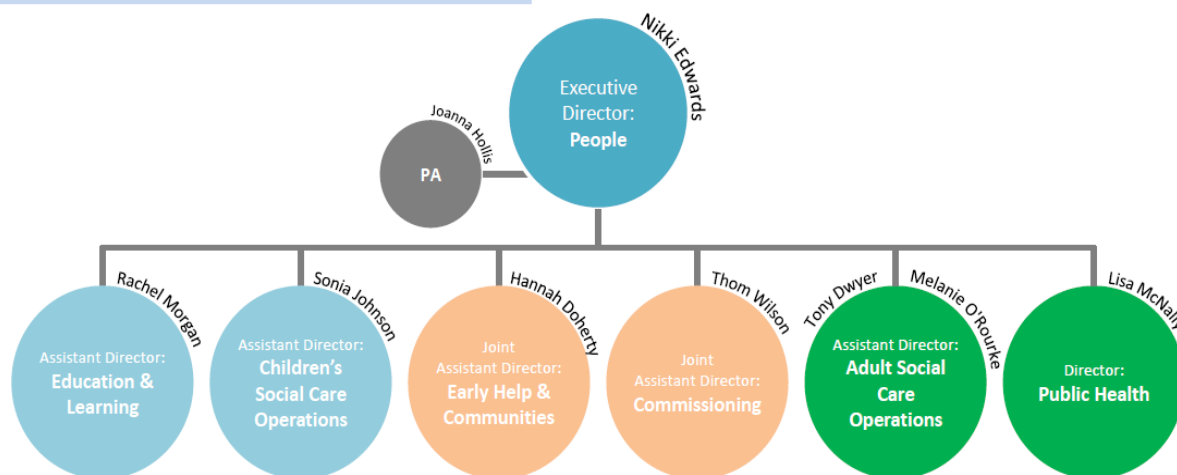 Nikki Edwards
Executive
Director:
People
Joanna Hollis
PA
Rachel Morgan
Assistant Director:
Education &
Learning
Sonia Johnson
Assistant Director:
Children's
Social Care
Operations
Hannah Doherty
Joint
Assistant Director:
Early Help &
Communities
Thom Wilson
Joint
Assistant Director:
Commissioning
Tony Dwyer
Melanie O'Rourke
Assistant Director:
Adult Social
Care
Operations
Lisa McNally
Director:
Public Health